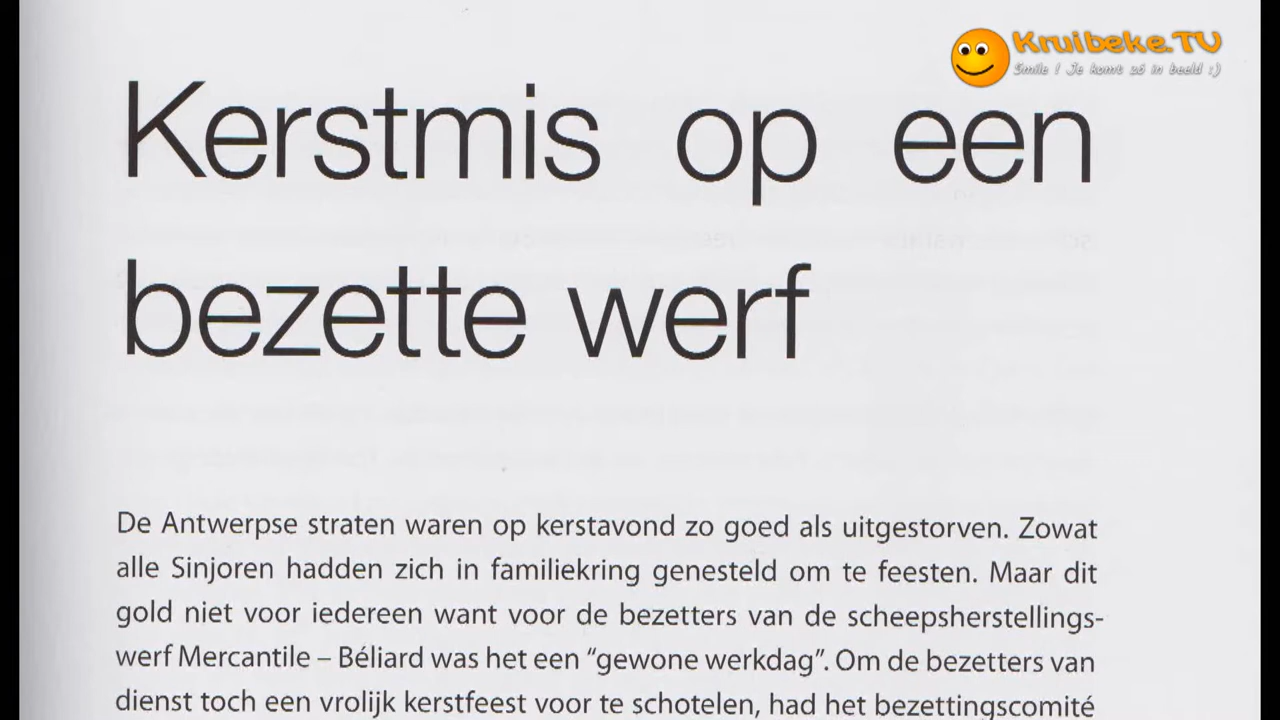 Kruibeke.TV
Smile ! Je komt zó in beeld :)
Kerstmis op een
bezette werf
De Antwerpse straten waren op kerstavond zo goed als uitgestorven. Zowat
alle Sinjoren hadden zich in familiekring genesteld om te feesten. Maar dit
gold niet voor iedereen want voor de bezetters van de scheepsherstellings-
werf Mercantile – Béliard was het een “gewone werkdag”. Om de bezetters van
dienst toch een vrolijk kerstfeest voor te schotelen, had het bezettingscomité